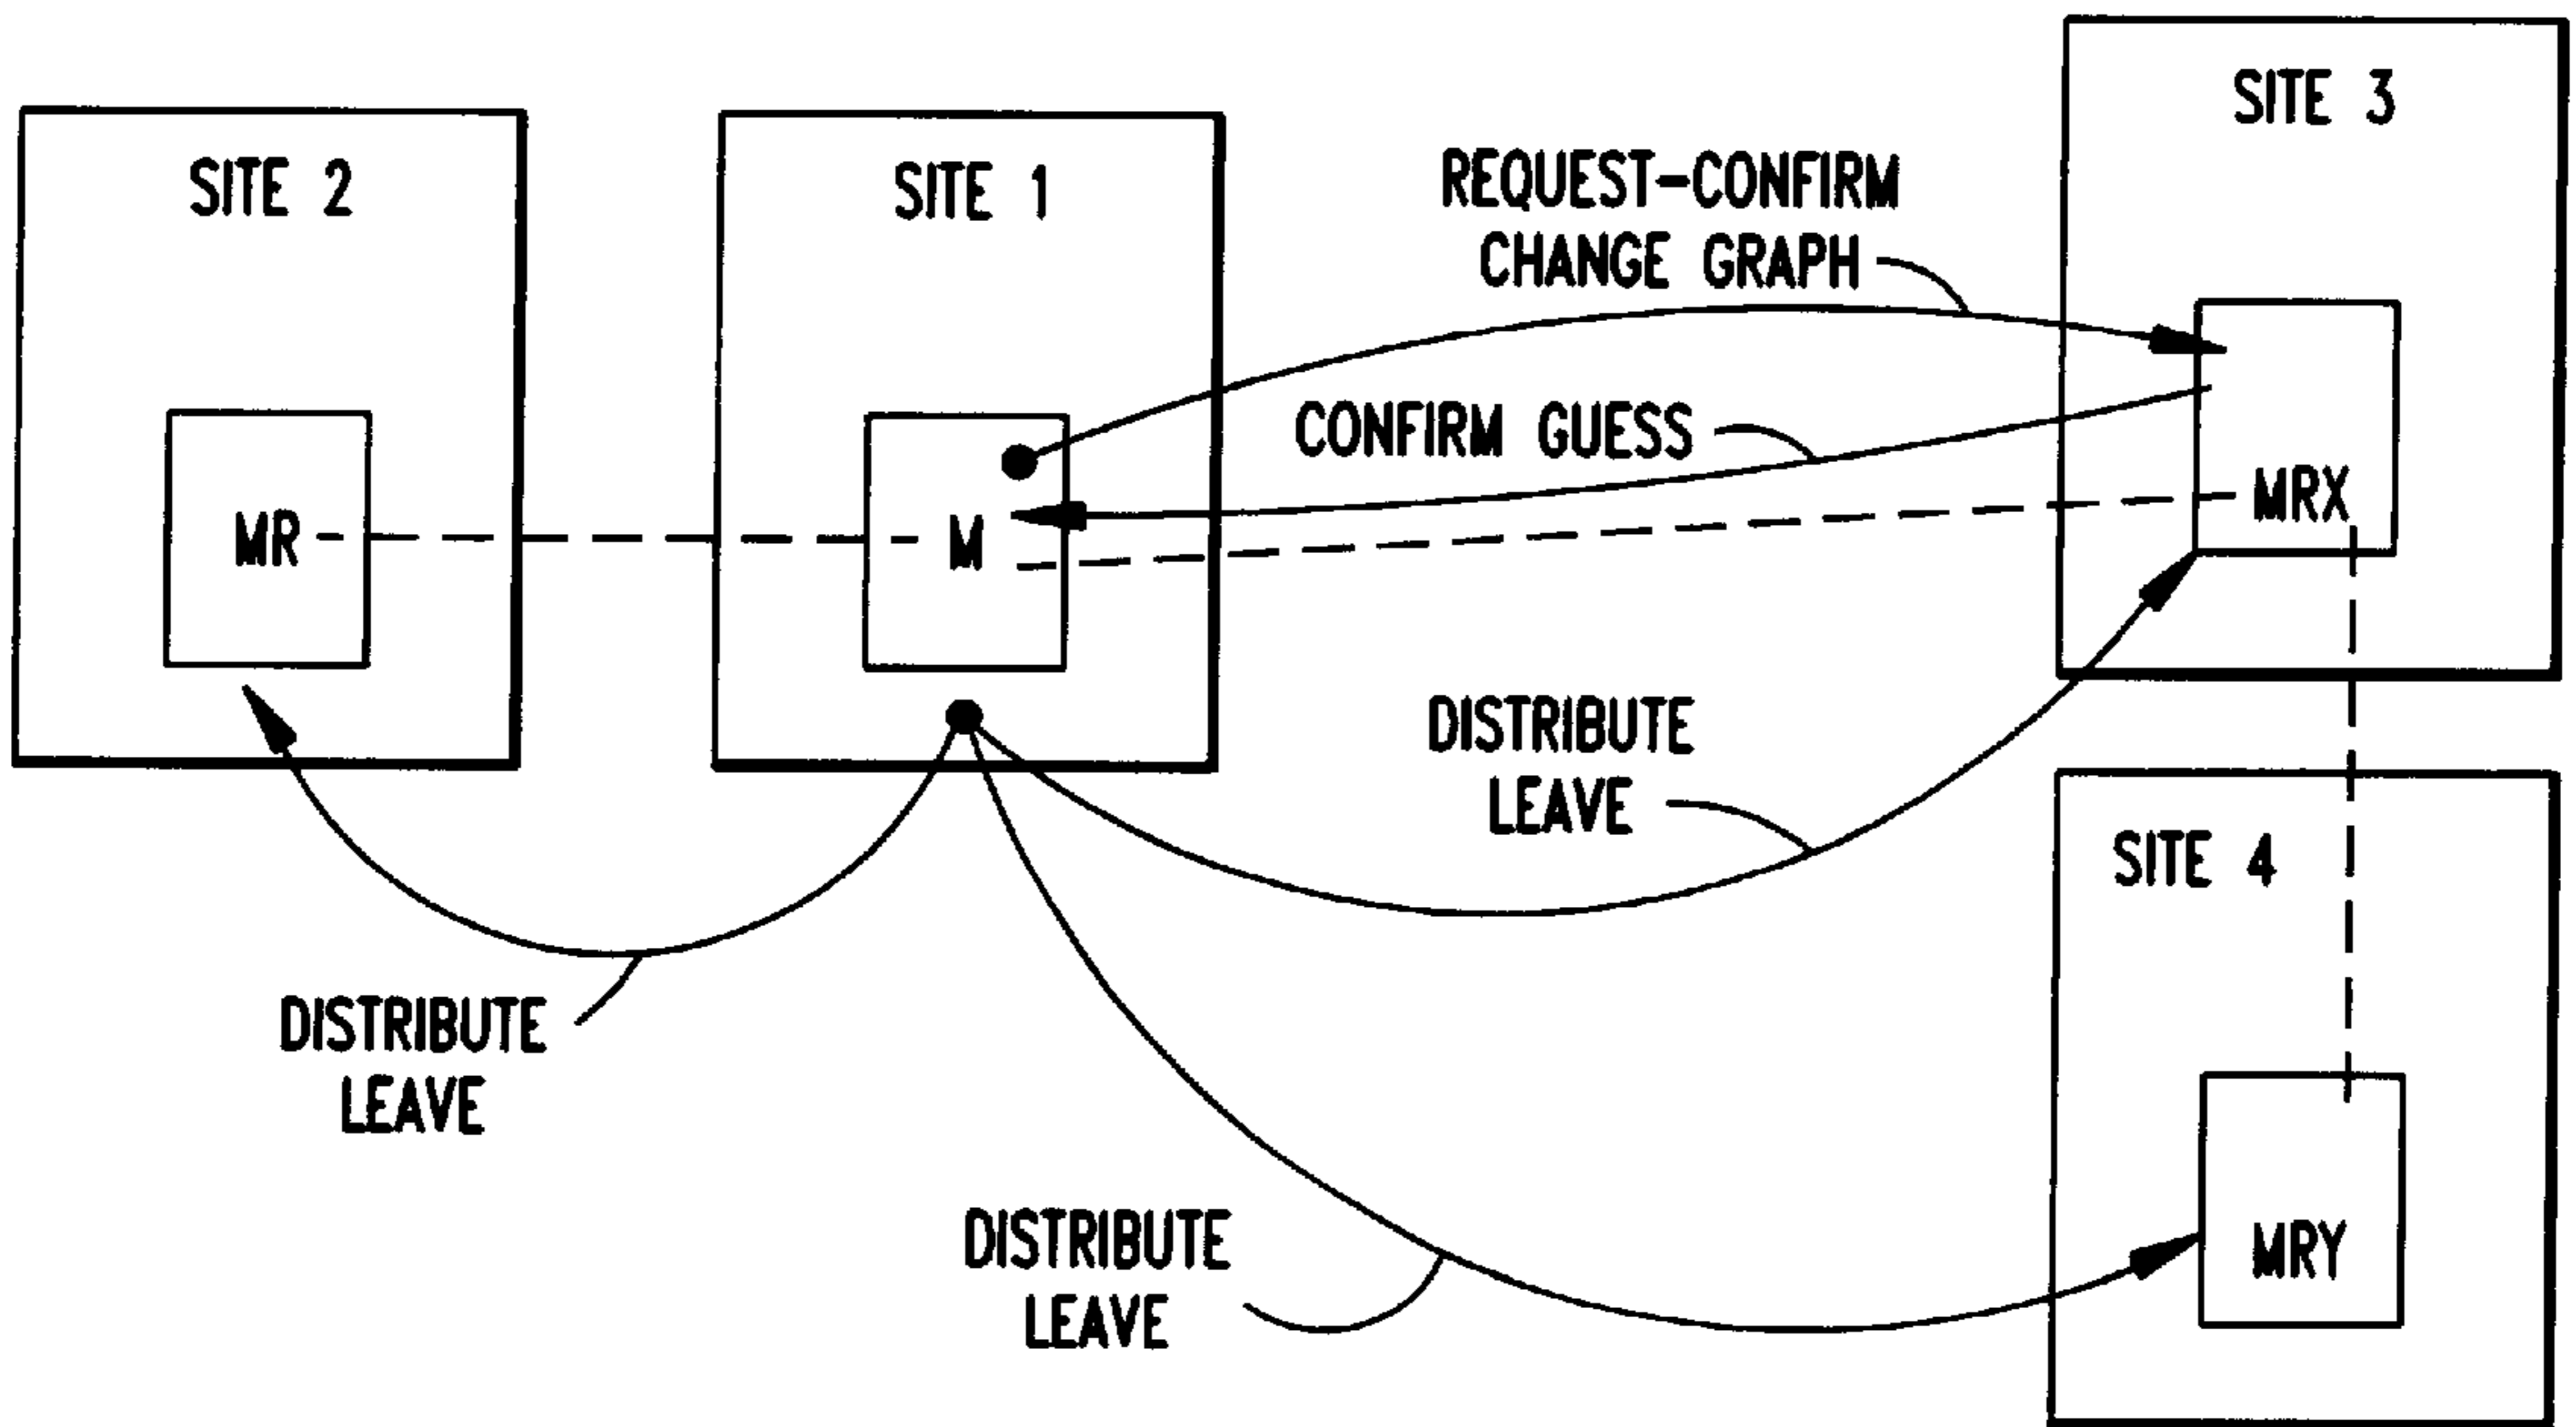 SITE 2
SITE 1
SITE 3
REQUEST-CONFIRM
CHANGE GRAPH
CONFIRM GUESS
MR
M
MRX
DISTRIBUTE
LEAVE
SITE 4
DISTRIBUTE
LEAVE
DISTRIBUTE
LEAVE
MRY